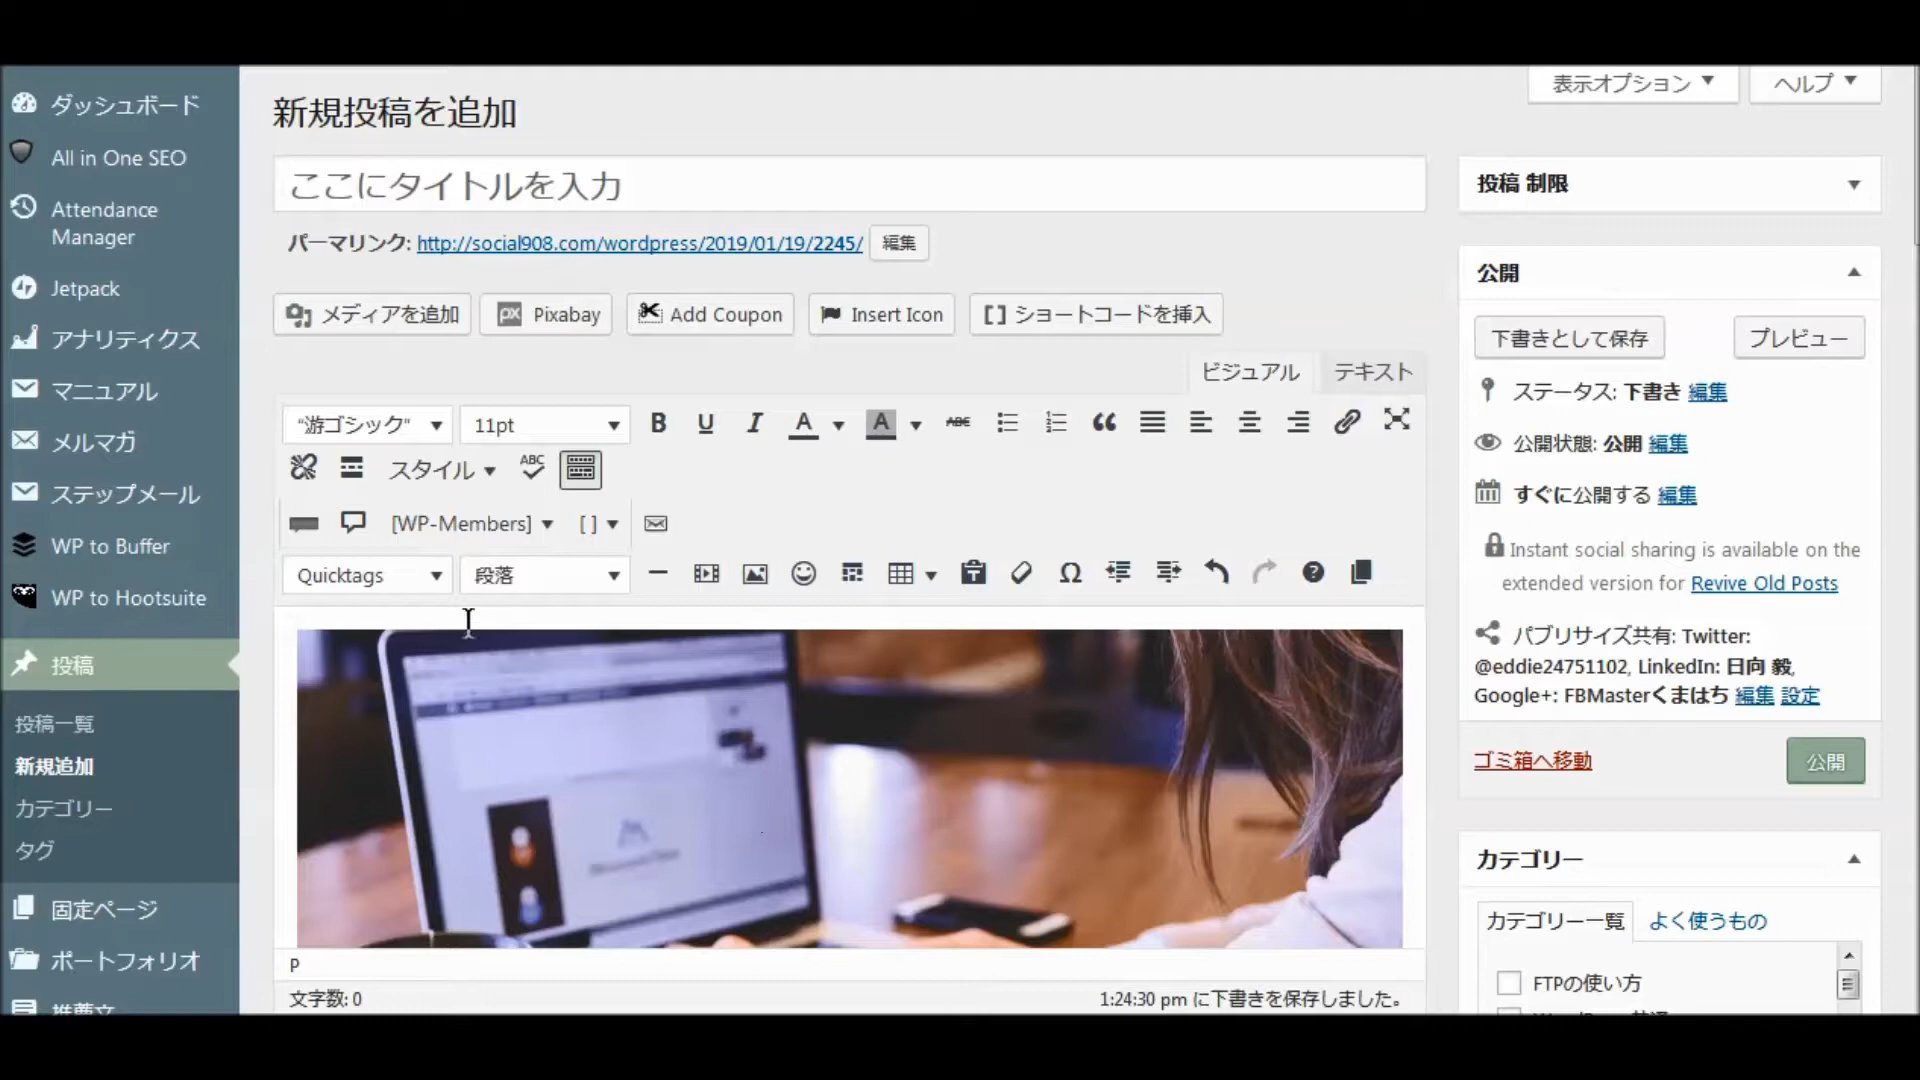 表示オプション
ヘルプ
ダッシュボード
All in One SEO
Attendance
Manager
Jetpack
アナリティクス
マニュアル
メルマガ
ステップメール
WP to Buffer
WP to Hootsuite
投稿
投稿一覧
新規追加
カテゴリー
タグ
固定ページ
ポートフォリオ
推薦文
新規投稿を追加
ここにタイトルを入力
パーマリンク: http://social908.com/wordpress/2019/01/19/2245/ 編集
メディアを追加 Pixabay Add Coupon Insert Icon ショートコードを挿入
ビジュアル テキスト
"游ゴシック" 11pt B U I A A ABC
スタイル ABC
[WP-Members] [ ]
Quicktags 段落
P
文字数: 0 1:24:30 pm に下書きを保存しました。
投稿 制限
公開
下書きとして保存 プレビュー
ステータス: 下書き 編集
公開状態: 公開 編集
すぐに公開する 編集
Instant social sharing is available on the
extended version for Revive Old Posts
パブリサイズ共有: Twitter:
@eddie24751102, LinkedIn: 日向 毅,
Google+: FBMasterくまはち 編集 設定
ゴミ箱へ移動 公開
カテゴリー
カテゴリー一覧 よく使うもの
FTPの使い方